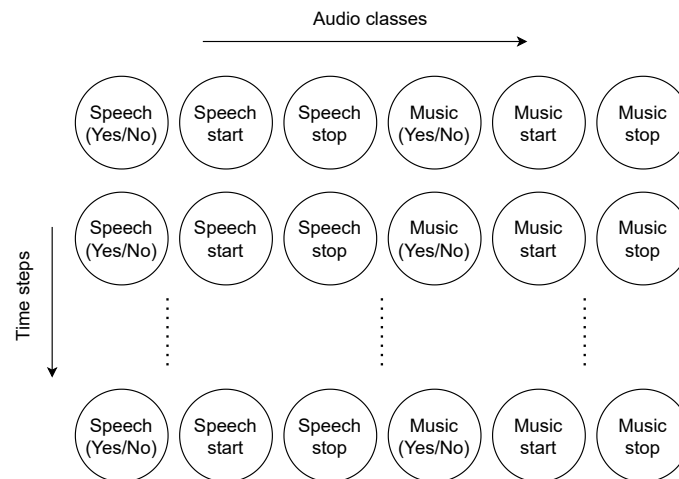 Audio classes
Speech
(Yes/No)
Speech
start
Speech
stop
Music
(Yes/No)
Music
start
Music
stop
Time steps
Speech
(Yes/No)
Speech
start
Speech
stop
Music
(Yes/No)
Music
start
Music
stop
Speech
(Yes/No)
Speech
start
Speech
stop
Music
(Yes/No)
Music
start
Music
stop